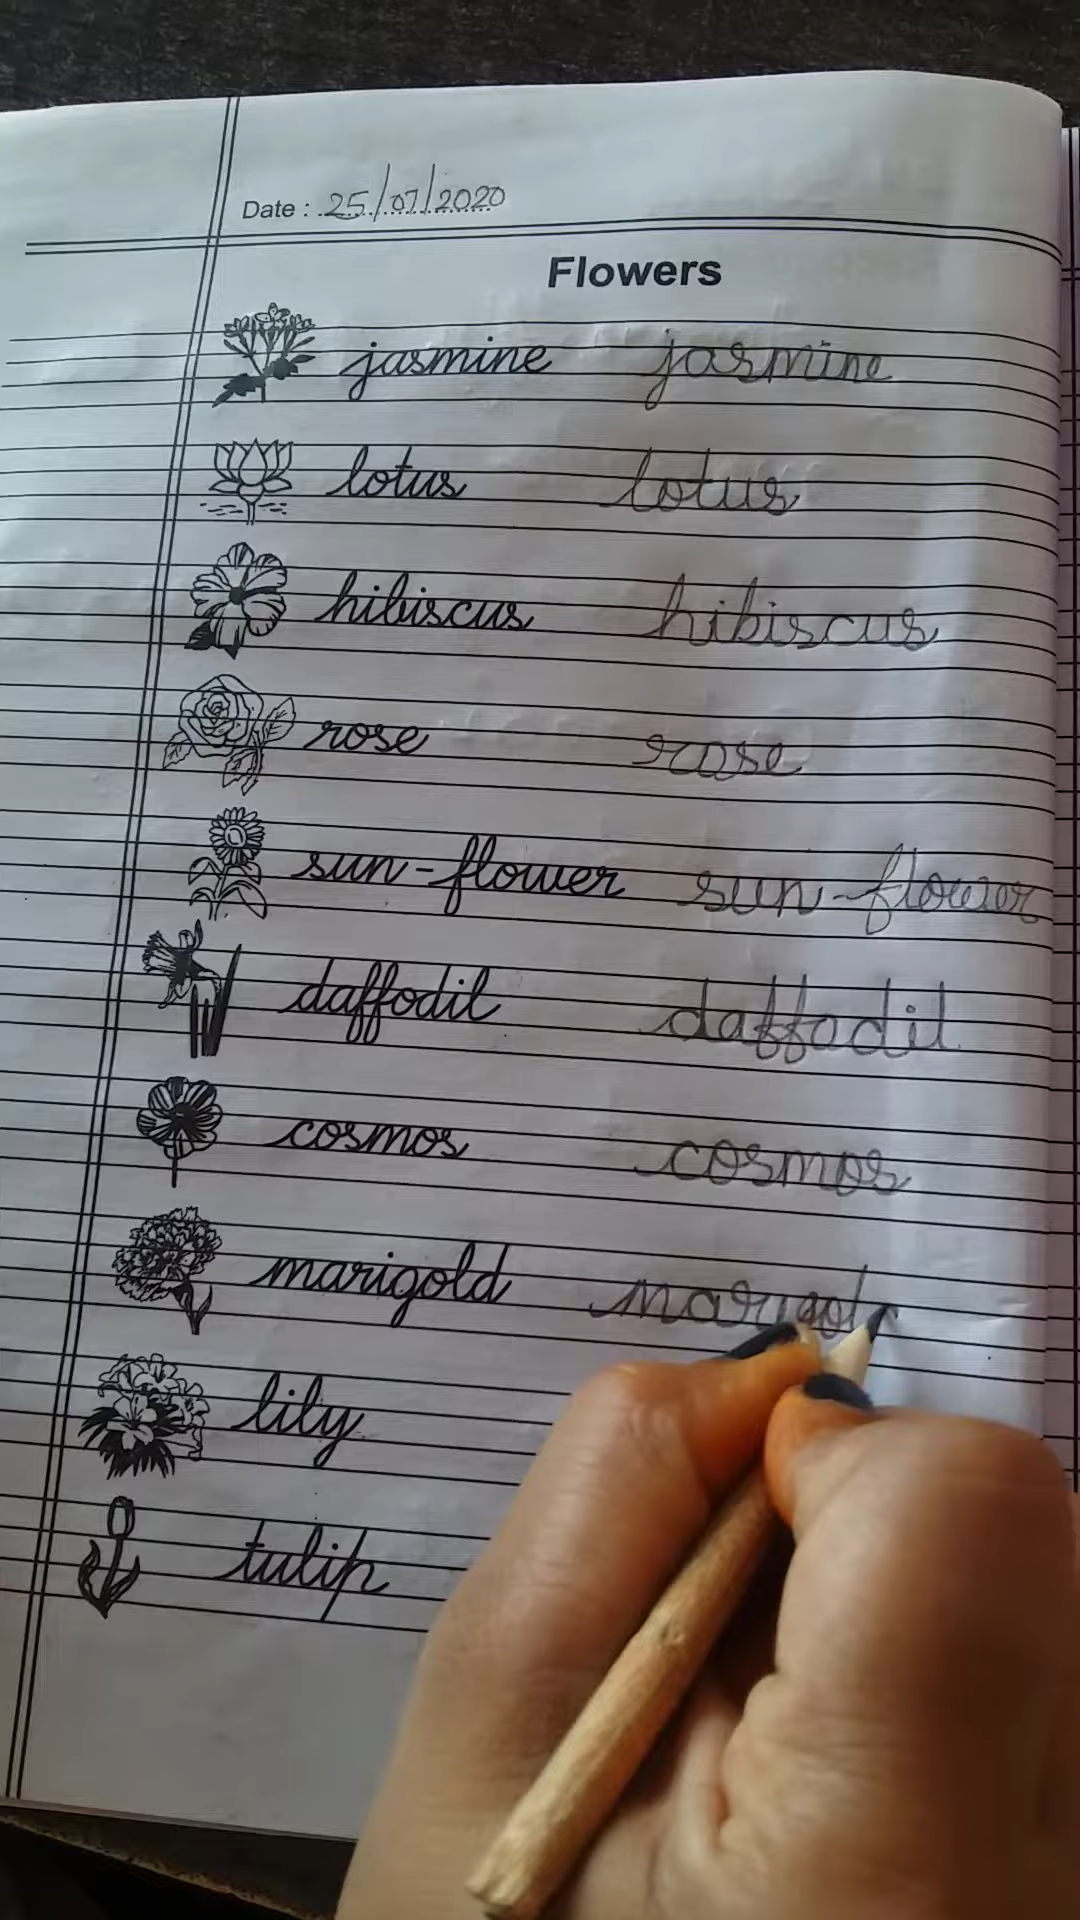 Date : 25/07/2020
Flowers
jasmine jasmine
lotus lotus
hibiscus hibiscus
rose rose
sun-flower sun-flower
daffodil daffodil
cosmos cosmos
marigold
lily
tulip